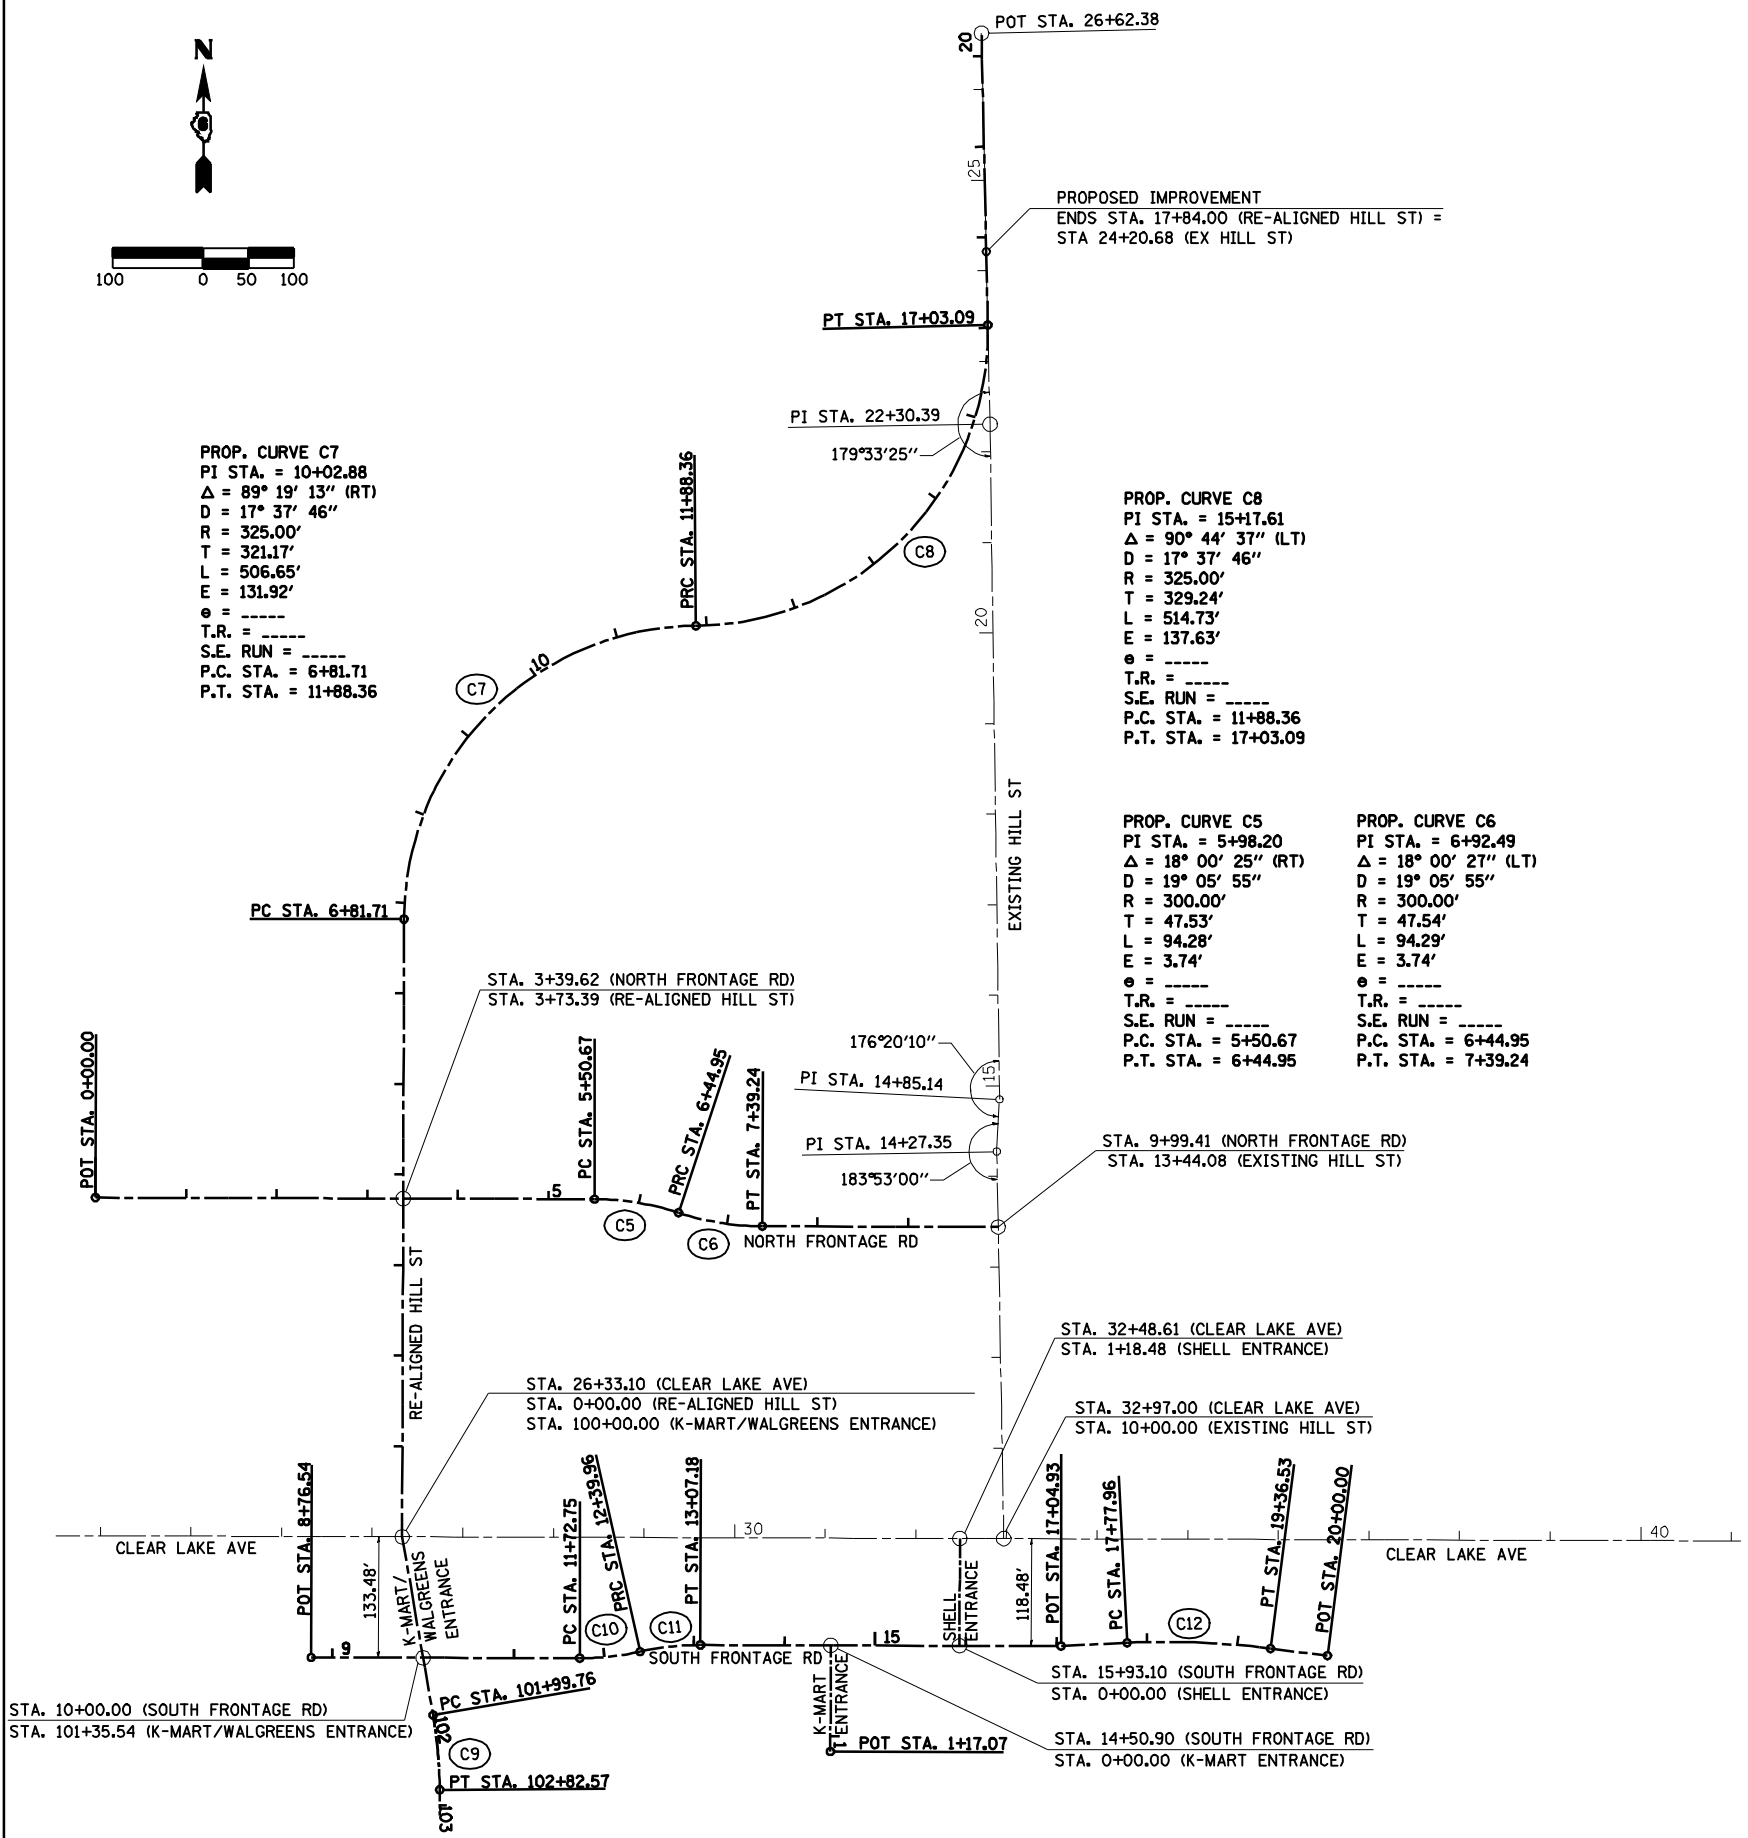 POT STA. 26+62.38
20
N
6
25
PROPOSED IMPROVEMENT
ENDS STA. 17+84.00 (RE-ALIGNED HILL ST) =
STA 24+20.68 (EX HILL ST)
100 0 50 100
PT STA. 17+03.09
PI STA. 22+30.39
179°33'25"
PROP. CURVE C7
PI STA. = 10+02.88
Δ = 89° 19' 13" (RT)
D = 17° 37' 46"
R = 325.00'
T = 321.17'
L = 506.65'
E = 131.92'
e = _____
T.R. = _____
S.E. RUN = _____
P.C. STA. = 6+81.71
P.T. STA. = 11+88.36
PRC STA. 11+88.36
C8
PROP. CURVE C8
PI STA. = 15+17.61
Δ = 90° 44' 37" (LT)
D = 17° 37' 46"
R = 325.00'
T = 329.24'
L = 514.73'
E = 137.63'
e = _____
T.R. = _____
S.E. RUN = _____
P.C. STA. = 11+88.36
P.T. STA. = 17+03.09
20
10
C7
EXISTING HILL ST
PROP. CURVE C5
PI STA. = 5+98.20
Δ = 18° 00' 25" (RT)
D = 19° 05' 55"
R = 300.00'
T = 47.53'
L = 94.28'
E = 3.74'
e = _____
T.R. = _____
S.E. RUN = _____
P.C. STA. = 5+50.67
P.T. STA. = 6+44.95
PROP. CURVE C6
PI STA. = 6+92.49
Δ = 18° 00' 27" (LT)
D = 19° 05' 55"
R = 300.00'
T = 47.54'
L = 94.29'
E = 3.74'
e = _____
T.R. = _____
S.E. RUN = _____
P.C. STA. = 6+44.95
P.T. STA. = 7+39.24
PC STA. 6+81.71
STA. 3+39.62 (NORTH FRONTAGE RD)
STA. 3+73.39 (RE-ALIGNED HILL ST)
POT STA. 0+00.00
PC STA. 5+50.67
PRC STA. 6+44.95
PT STA. 7+39.24
176°20'10"
15
PI STA. 14+85.14
PI STA. 14+27.35
183°53'00"
STA. 9+99.41 (NORTH FRONTAGE RD)
STA. 13+44.08 (EXISTING HILL ST)
5
C5
C6
NORTH FRONTAGE RD
RE-ALIGNED HILL ST
STA. 32+48.61 (CLEAR LAKE AVE)
STA. 1+18.48 (SHELL ENTRANCE)
STA. 26+33.10 (CLEAR LAKE AVE)
STA. 0+00.00 (RE-ALIGNED HILL ST)
STA. 100+00.00 (K-MART/WALGREENS ENTRANCE)
STA. 32+97.00 (CLEAR LAKE AVE)
STA. 10+00.00 (EXISTING HILL ST)
POT STA. 8+76.54
PC STA. 11+72.75
PRC STA. 12+39.96
PT STA. 13+07.18
POT STA. 17+04.93
PC STA. 17+77.96
PT STA. 19+36.53
POT STA. 20+00.00
30
40
CLEAR LAKE AVE
CLEAR LAKE AVE
133.48'
K-MART/
WALGREENS
ENTRANCE
SHELL
ENTRANCE
118.48'
C10
C11
C12
9
15
SOUTH FRONTAGE RD
K-MART
ENTRANCE
1
STA. 15+93.10 (SOUTH FRONTAGE RD)
STA. 0+00.00 (SHELL ENTRANCE)
STA. 10+00.00 (SOUTH FRONTAGE RD)
STA. 101+35.54 (K-MART/WALGREENS ENTRANCE)
PC STA. 101+99.76
102
C9
POT STA. 1+17.07
STA. 14+50.90 (SOUTH FRONTAGE RD)
STA. 0+00.00 (K-MART ENTRANCE)
PT STA. 102+82.57
103